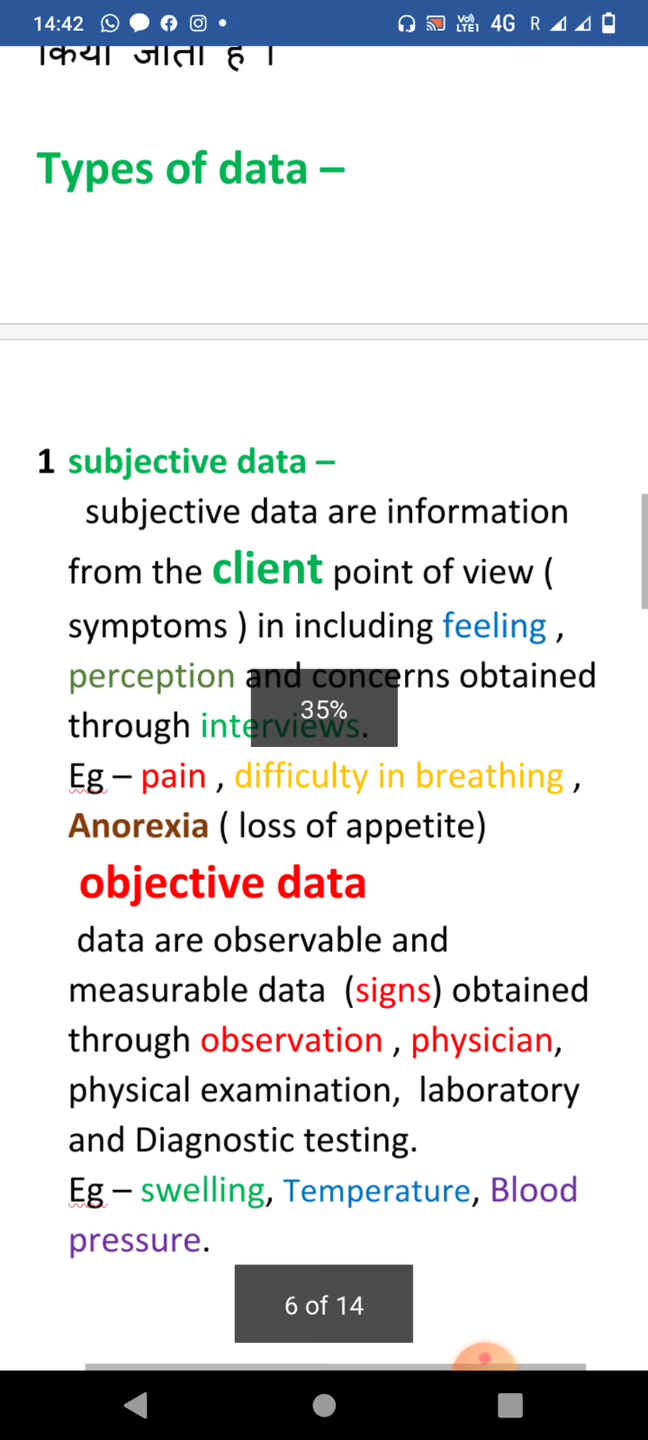 14:42 Vo) LTE1 4G R
किया जाता है ।
Types of data –
1 subjective data –
subjective data are information
from the client point of view (
symptoms ) in including feeling ,
perception and concerns obtained
through interviews.
35%
Eg – pain , difficulty in breathing ,
Anorexia ( loss of appetite)
objective data
data are observable and
measurable data (signs) obtained
through observation , physician,
physical examination, laboratory
and Diagnostic testing.
Eg – swelling, Temperature, Blood
pressure.
6 of 14